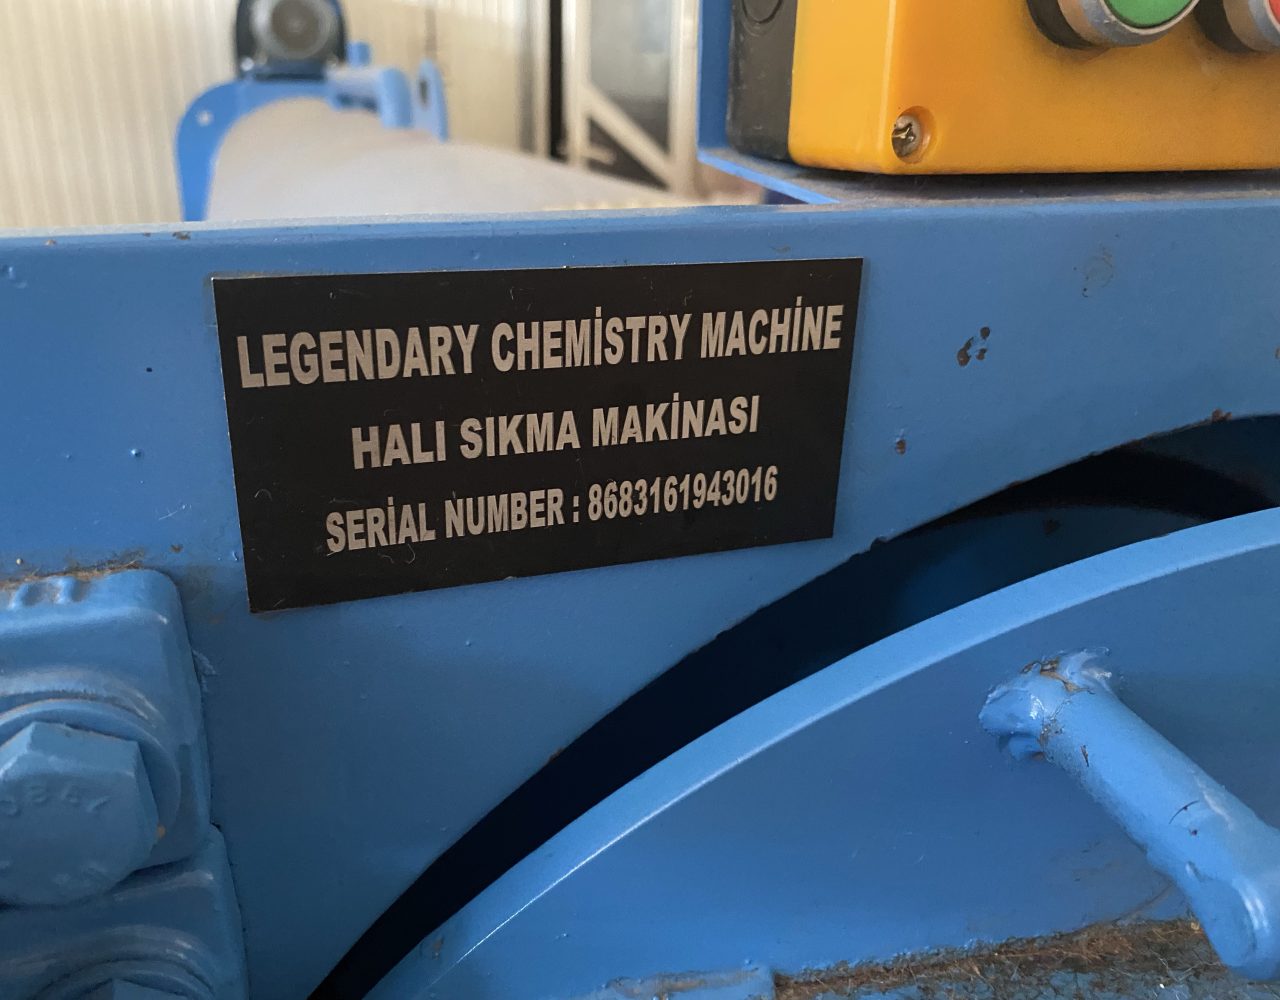 LEGENDARY CHEMİSTRY MACHİNE
HALI SIKMA MAKİNASI
SERİAL NUMBER : 8683161943016